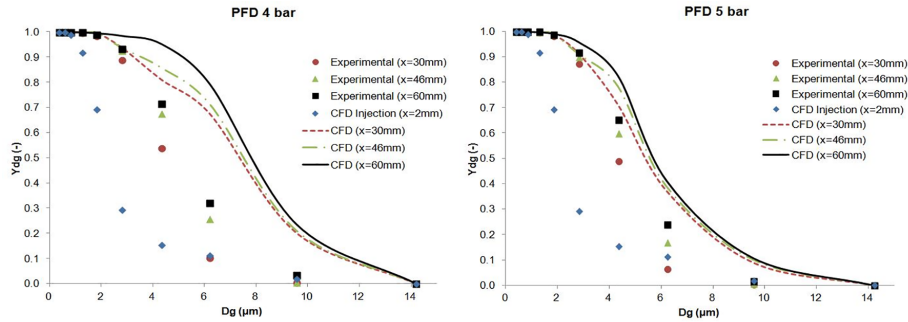 PFD 4 bar
1.0
0.9
0.8
0.7
0.6
0.5
0.4
0.3
0.2
0.1
0.0
Ydg (-)
0 2 4 6 8 10 12 14
Dg (μm)
Experimental (x=30mm)
Experimental (x=46mm)
Experimental (x=60mm)
CFD Injection (x=2mm)
CFD (x=30mm)
CFD (x=46mm)
CFD (x=60mm)
PFD 5 bar
1.0
0.9
0.8
0.7
0.6
0.5
0.4
0.3
0.2
0.1
0.0
Ydg (-)
0 2 4 6 8 10 12 14
Dg (μm)
Experimental (x=30mm)
Experimental (x=46mm)
Experimental (x=60mm)
CFD Injection (x=2mm)
CFD (x=30mm)
CFD (x=46mm)
CFD (x=60mm)